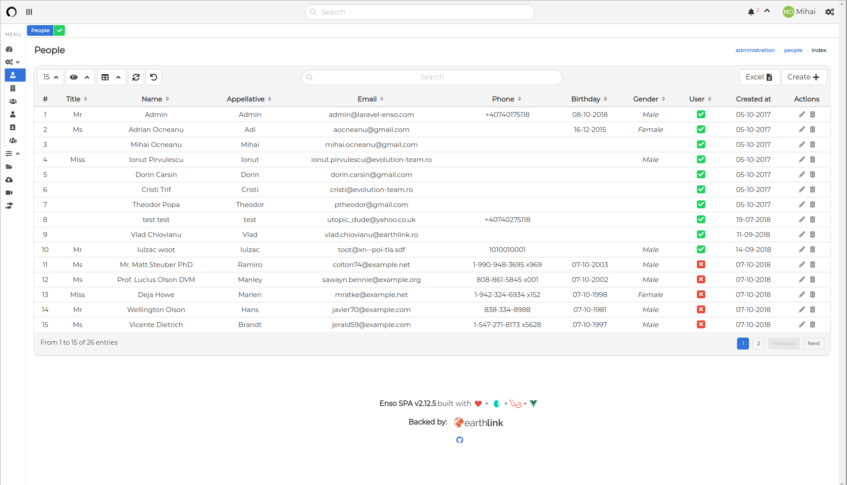 Search
2
MO Mihai
MENU
People
People
administration people index
15
Search
Excel
Create
# Title Name Appellative Email Phone Birthday Gender User Created at Actions
1 Mr Admin Admin admin@laravel-enso.com +40740175118 08-10-2018 Male 05-10-2017
2 Ms Adrian Ocneanu Adi aocneanu@gmail.com 16-12-2015 Female 05-10-2017
3 Mihai Ocneanu Mihai mihai.ocneanu@gmail.com 05-10-2017
4 Miss Ionut Pirvulescu Ionut ionut.pirvulescu@evolution-team.ro Male 05-10-2017
5 Dorin Carsin Dorin dorin.carsin@gmail.com 05-10-2017
6 Cristi Trif Cristi cristi@evolution-team.ro 05-10-2017
7 Theodor Popa Theodor ptheodor@gmail.com 05-10-2017
8 test test test utopic_dude@yahoo.co.uk +40740275118 19-07-2018
9 Vlad Chiovianu Vlad vlad.chiovianu@earthlink.ro 11-09-2018
10 Mr lulzac woot lulzac toot@xn--poi-tla.sdf 1010010001 Male 14-09-2018
11 Ms Mr. Matt Steuber PhD Ramiro colton74@example.net 1-990-948-3695 x969 07-10-2003 Male 07-10-2018
12 Ms Prof. Lucius Olson DVM Manley sawayn.bennie@example.org 808-861-5845 x001 07-10-2002 Male 07-10-2018
13 Miss Deja Howe Marlen mratke@example.net 1-942-324-6934 x152 07-10-1998 Female 07-10-2018
14 Mr Wellington Olson Hans javier70@example.com 838-334-8988 07-10-1981 Male 07-10-2018
15 Ms Vicente Dietrich Brandt jerald59@example.com 1-547-271-8173 x5628 07-10-1997 Male 07-10-2018
From 1 to 15 of 26 entries
1 2 Previous Next
Enso SPA v2.12.5 built with + + +
Backed by: earthlink